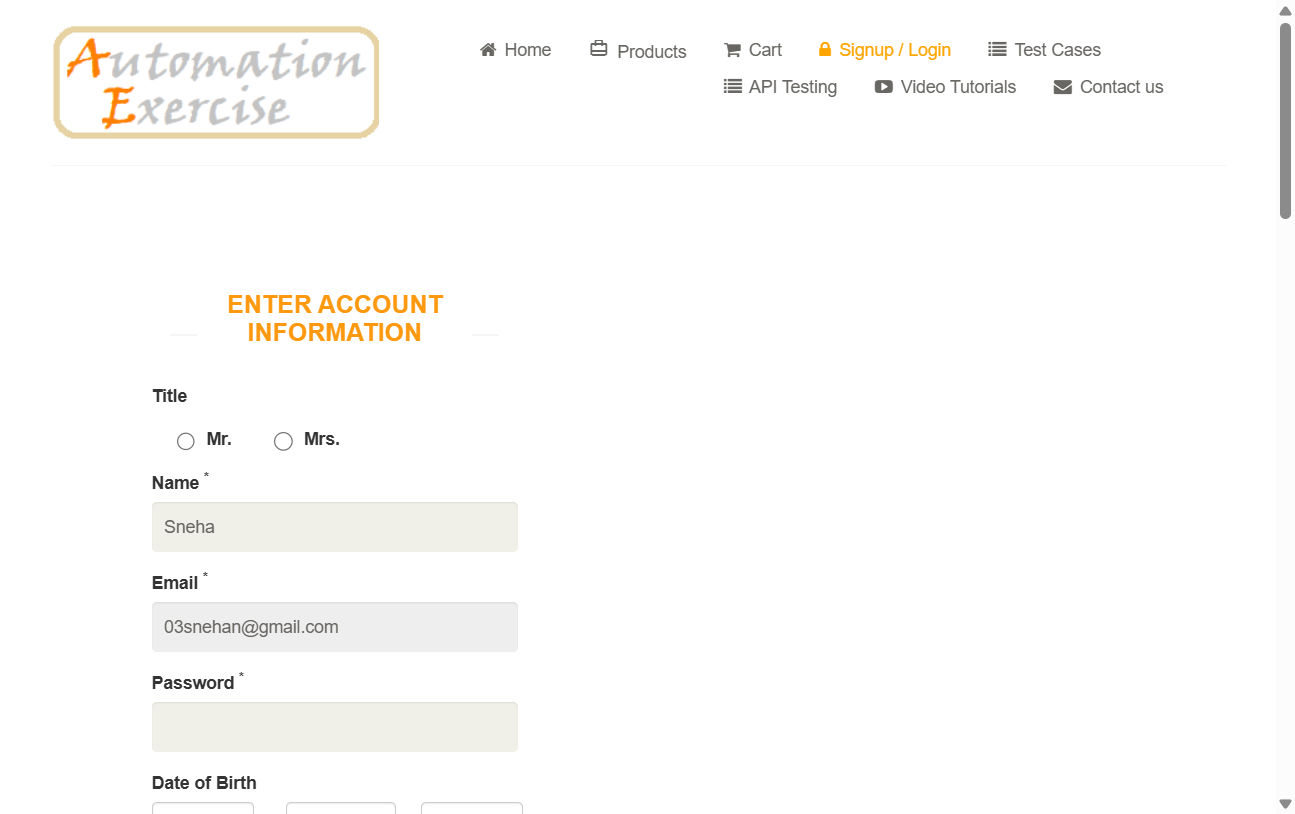 Automation
Exercise
Home Products Cart Signup / Login Test Cases
API Testing Video Tutorials Contact us
ENTER ACCOUNT
INFORMATION
Title
Mr. Mrs.
Name *
Sneha
Email *
03snehan@gmail.com
Password *
Date of Birth